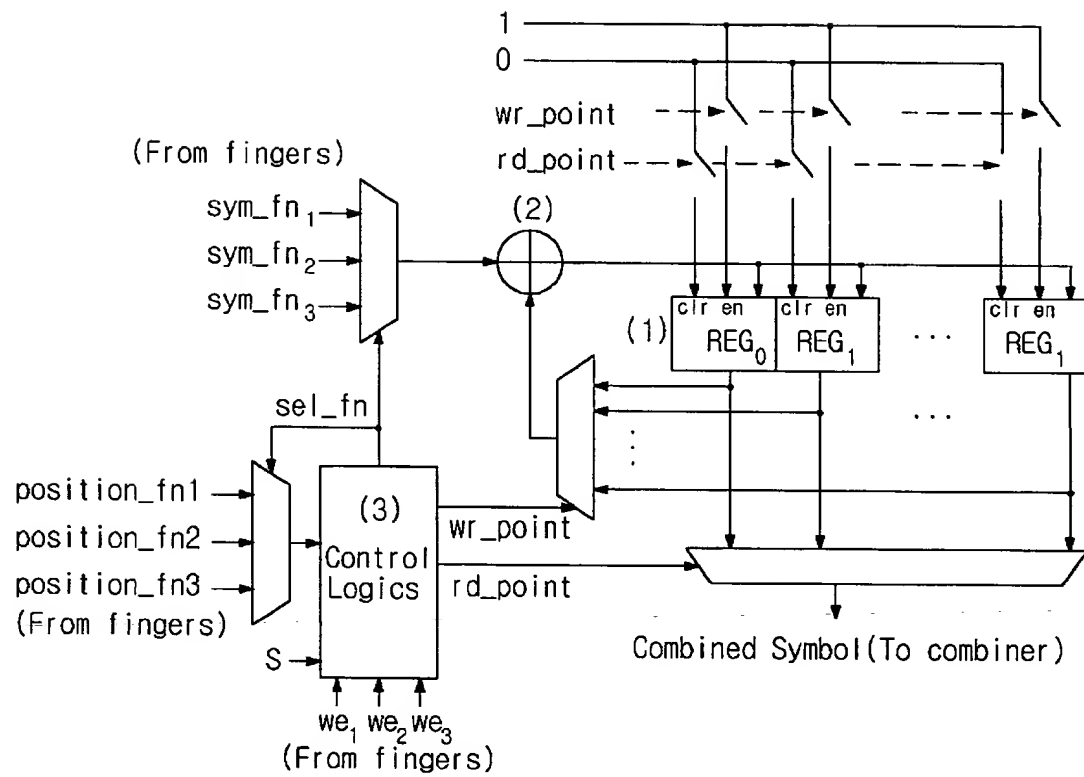 1
0
wr_point
rd_point
(From fingers)
sym_fn1
sym_fn2
sym_fn3
(2)
clr en
REG0
clr en
REG1
...
clr en
REG1
(1)
sel_fn
...
position_fn1
position_fn2
position_fn3
(From fingers)
(3)
Control
Logics
wr_point
rd_point
S
we1 we2 we3
(From fingers)
Combined Symbol(To combiner)